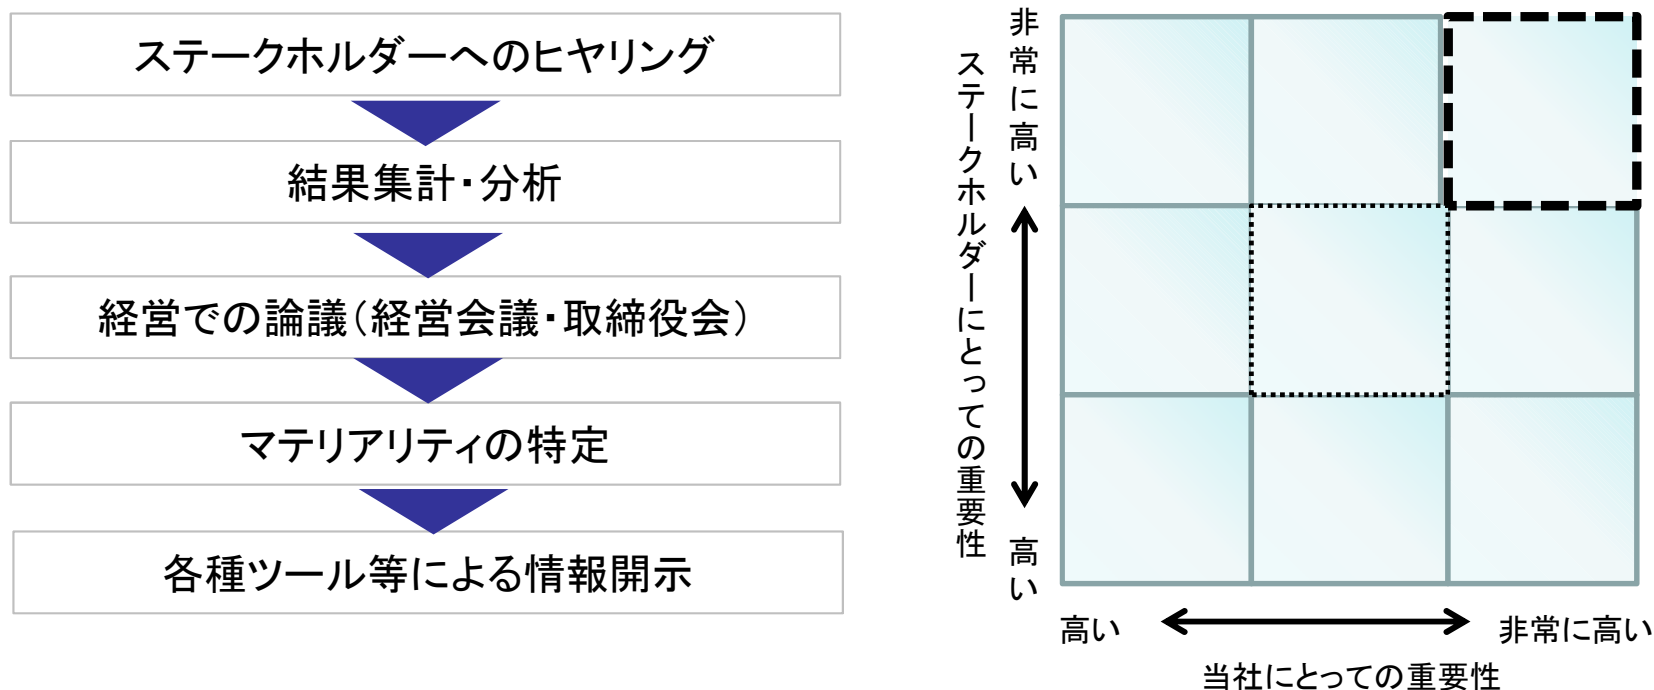 ステークホルダーへのヒヤリング
結果集計・分析
経営での論議(経営会議・取締役会)
マテリアリティの特定
各種ツール等による情報開示
ステークホルダーにとっての重要性
非常に高い
高い
高い
非常に高い
当社にとっての重要性